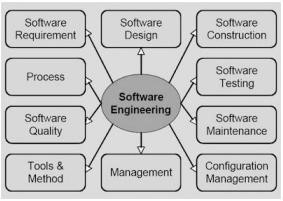 Software
Requirement
Software
Design
Software
Construction
Process
Software
Testing
Software
Engineering
Software
Quality
Software
Maintenance
Tools &
Method
Management
Configuration
Management